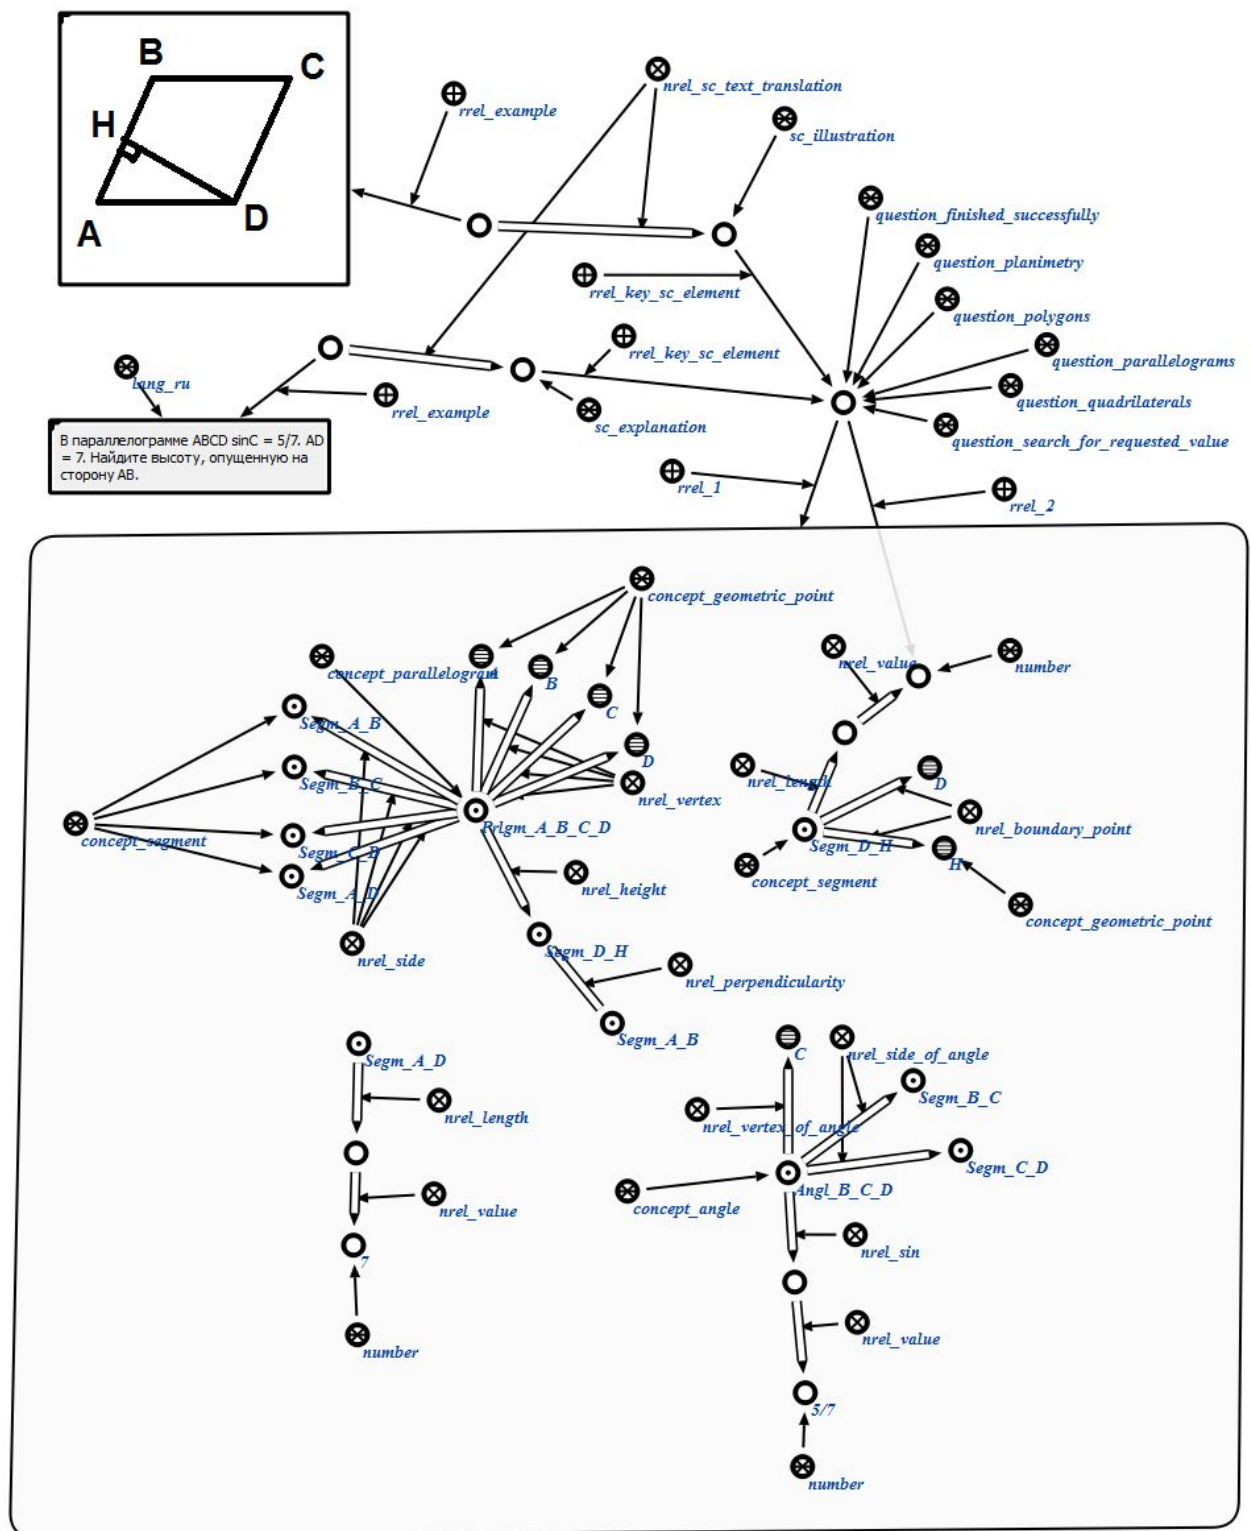 B
C
H
A
D
rrel_example
nrel_sc_text_translation
sc_illustration
question_finished_successfully
question_planimetry
rrel_key_sc_element
question_polygons
rrel_key_sc_element
question_parallelograms
lang_ru
rrel_example
question_quadrilaterals
sc_explanation
question_search_for_requested_value
В параллелограмме ABCD sinC = 5/7. AD
= 7. Найдите высоту, опущенную на
сторону AB.
rrel_1
rrel_2
concept_geometric_point
concept_parallelogram
A
B
C
D
nrel_value
number
Segm_A_B
Segm_B_C
nrel_vertex
nrel_length
D
concept_segment
Prlgm_A_B_C_D
nrel_boundary_point
Segm_C_D
Segm_D_H
H
Segm_A_D
nrel_height
concept_segment
concept_geometric_point
nrel_side
Segm_D_H
nrel_perpendicularity
Segm_A_B
Segm_A_D
C
nrel_side_of_angle
Segm_B_C
nrel_length
nrel_vertex_of_angle
Segm_C_D
Angl_B_C_D
nrel_value
concept_angle
7
nrel_sin
number
nrel_value
5/7
number